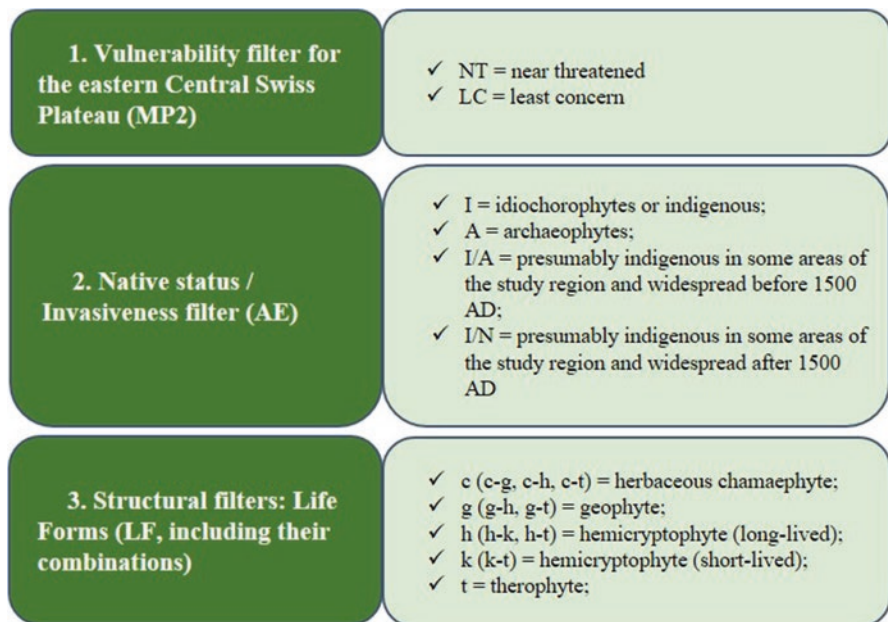 1. Vulnerability filter for
the eastern Central Swiss
Plateau (MP2)
✓ NT = near threatened
✓ LC = least concern
2. Native status /
Invasiveness filter (AE)
✓ I = idiochorophytes or indigenous;
✓ A = archaeophytes;
✓ I/A = presumably indigenous in some areas of
the study region and widespread before 1500
AD;
✓ I/N = presumably indigenous in some areas of
the study region and widespread after 1500
AD
3. Structural filters: Life
Forms (LF, including their
combinations)
✓ c (c-g, c-h, c-t) = herbaceous chamaephyte;
✓ g (g-h, g-t) = geophyte;
✓ h (h-k, h-t) = hemicryptophyte (long-lived);
✓ k (k-t) = hemicryptophyte (short-lived);
✓ t = therophyte;